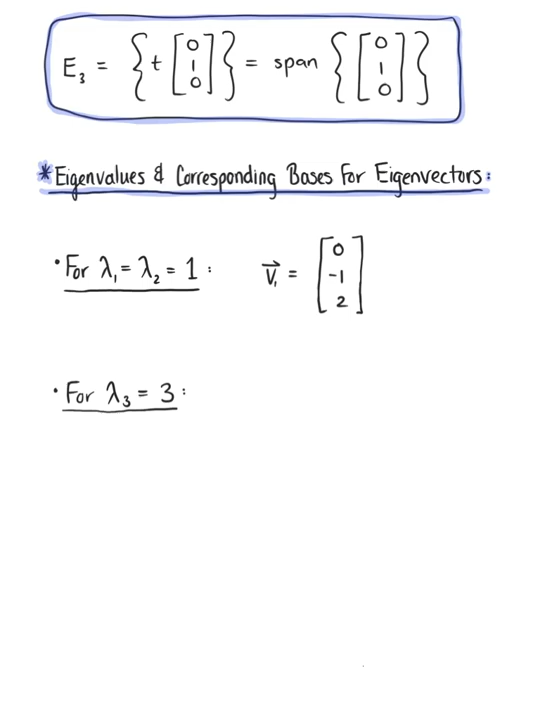 E₃ = { t [0 1 0] } = span { [0 1 0] }
*Eigenvalues & Corresponding Bases For Eigenvectors:
• For λ₁ = λ₂ = 1 : v⃗₁ = [0 -1 2]
• For λ₃ = 3 :